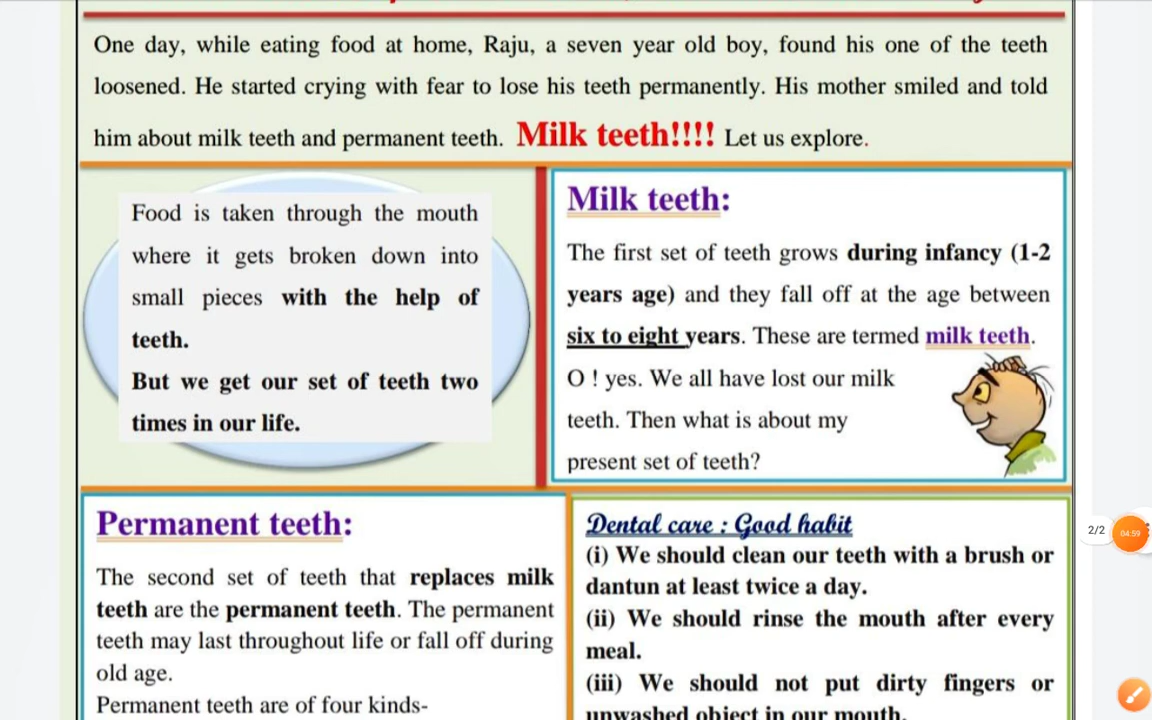 One day, while eating food at home, Raju, a seven year old boy, found his one of the teeth
loosened. He started crying with fear to lose his teeth permanently. His mother smiled and told
him about milk teeth and permanent teeth. Milk teeth!!!! Let us explore.
Food is taken through the mouth
where it gets broken down into
small pieces with the help of
teeth.
But we get our set of teeth two
times in our life.
Milk teeth:
The first set of teeth grows during infancy (1-2
years age) and they fall off at the age between
six to eight years. These are termed milk teeth.
O ! yes. We all have lost our milk
teeth. Then what is about my
present set of teeth?
Permanent teeth:
The second set of teeth that replaces milk
teeth are the permanent teeth. The permanent
teeth may last throughout life or fall off during
old age.
Permanent teeth are of four kinds-
Dental care : Good habit
(i) We should clean our teeth with a brush or
dantun at least twice a day.
(ii) We should rinse the mouth after every
meal.
(iii) We should not put dirty fingers or
unwashed object in our mouth.
2/2
04:59